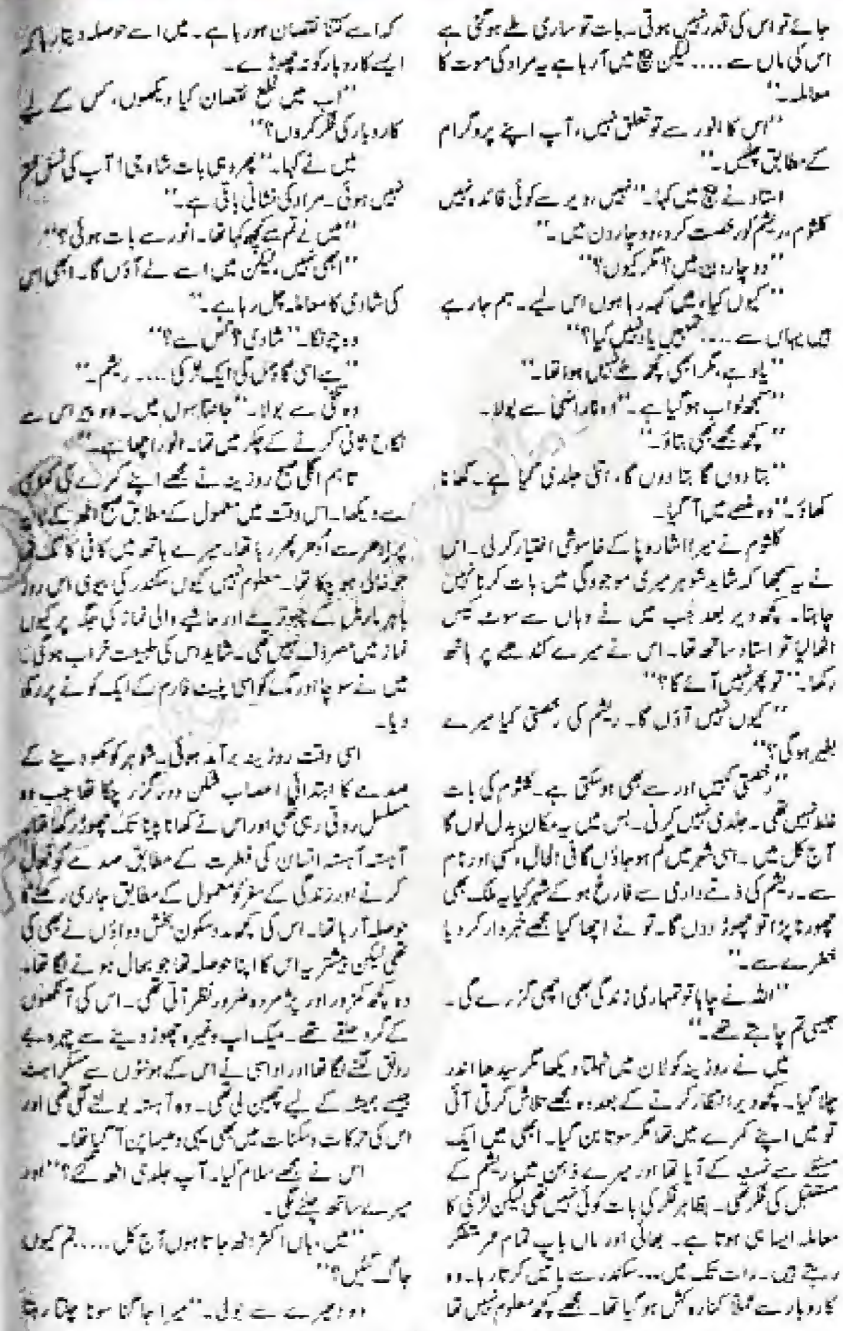 جائے تو اس کی قدر نہیں ہوتی۔ بات تو ساری طے ہو گئی ہے
اس کی ماں سے.... لیکن بیچ میں آ رہا ہے یہ مراد کی موت کا
معاملہ۔''
''اس کا انور سے تو تعلق نہیں، آپ اپنے پروگرام
کے مطابق چلیں۔''
استاد نے بیچ میں کہا۔ ''نہیں، دیر سے کوئی فائدہ نہیں
کلثوم، ریشم کو رخصت کردو، دو چار دن میں۔''
''دو چار دن میں؟ مگر کیوں؟''
''کیوں کیا، میں کہہ رہا ہوں اس لیے۔ ہم جا رہے
ہیں یہاں سے.... تمہیں یاد نہیں کیا؟''
''یاد ہے، مگر ابھی کچھ طے نہیں ہوا تھا۔''
''سمجھو اب ہو گیا ہے۔'' وہ ناراضی سے بولا۔
''کچھ مجھے بھی بتاؤ۔''
''بتا دوں گا بتا دوں گا، اتنی جلدی کیا ہے۔ کھانا
کھاؤ۔'' وہ غصے میں آ گیا۔
کلثوم نے میرا اشارہ پا کے خاموشی اختیار کر لی۔ اس
نے یہ سمجھا کہ شاید شوہر میری موجودگی میں بات کرنا نہیں
چاہتا۔ کچھ دیر بعد جب میں نے وہاں سے سوٹ کیس
اٹھا لیا تو استاد ساتھ تھا۔ اس نے میرے کندھے پر ہاتھ
رکھا۔ ''تو پھر نہیں آئے گا؟''
''کیوں نہیں آؤں گا۔ ریشم کی رخصتی کیا میرے
بغیر ہو گی؟''
''رخصتی کہیں اور سے بھی ہو سکتی ہے۔ کلثوم کی بات
غلط نہیں تھی۔ جلدی نہیں کرنی۔ بس میں یہ مکان بدل لوں گا
آج کل میں۔ اسی شہر میں گم ہو جاؤں گا فی الحال، کسی اور نام
سے۔ ریشم کی ذمے داری سے فارغ ہو کے شہر کیا یہ ملک بھی
چھوڑنا پڑا تو چھوڑ دوں گا۔ تو نے اچھا کیا مجھے خبردار کر دیا
خطرے سے۔''
''اللہ نے چاہا تو تمہاری زندگی بھی اچھی گزرے گی۔
جیسی تم چاہتے تھے۔''
میں نے روزینہ کو لان میں ٹہلتا دیکھا مگر سیدھا اندر
چلا گیا۔ کچھ دیر انتظار کرنے کے بعد وہ مجھے تلاش کرتی آئی
تو میں اپنے کمرے میں تھا مگر سوتا بن گیا۔ ابھی میں ایک
مسئلے سے نمٹ کے آیا تھا اور میرے ذہن میں ریشم کے
مستقبل کی فکر تھی۔ بظاہر فکر کی بات کوئی نہیں تھی لیکن لڑکی کا
معاملہ ایسا ہی ہوتا ہے۔ بھائی اور ماں باپ تمام عمر متفکر
رہتے ہیں۔ رات تک میں... سکندر سے باتیں کرتا رہا۔ وہ
کاروبار سے عملاً کنارہ کش ہو گیا تھا۔ مجھے کچھ معلوم نہیں تھا
کہ اسے کتنا نقصان ہو رہا ہے۔ میں اسے حوصلہ دیتا رہا کہ
ایسے کاروبار کو نہ چھوڑے۔
''اب میں نفع نقصان کیا دیکھوں، کس کے لیے
کاروبار کی فکر کروں؟''
میں نے کہا۔ ''پھر وہی بات شاہ جی! آپ کی نسل ختم
نہیں ہوئی۔ مراد کی نشانی باقی ہے۔''
''میں نے تم سے کچھ کہا تھا۔ انور سے بات ہوئی؟''
''ابھی نہیں، لیکن میں اسے لے آؤں گا۔ ابھی اس
کی شادی کا معاملہ چل رہا ہے۔''
وہ چونکا۔ ''شادی؟ کس سے؟''
''ہے اسی گاؤں کی ایک لڑکی.... ریشم۔''
وہ تلخی سے بولا۔ ''جانتا ہوں میں۔ وہ پیر اس سے
نکاح ثانی کرنے کے چکر میں تھا۔ انور اچھا ہے۔''
تاہم اگلی صبح روزینہ نے مجھے اپنے کمرے کی کھڑکی
سے دیکھا۔ اس وقت میں معمول کے مطابق صبح اٹھ کے
پر ادھر سے اُدھر پھر رہا تھا۔ میرے ہاتھ میں کافی کا مگ تھا
جو خالی ہو چکا تھا۔ معلوم نہیں کیوں سکندر کی بیوی اس روز
باہر ماربل کے چبوترے اور حاشیے والی نماز کی جگہ پر کیوں
نماز میں مصروف نہیں تھی۔ شاید اس کی طبیعت خراب ہو گی
میں نے سوچا اور مگ کو اسی پلیٹ فارم کے ایک کونے پر رکھ
دیا۔
اسی وقت روزینہ برآمد ہوئی۔ شوہر کو کھو دینے کے
صدمے کا ابتدائی اعصاب شکن دور گزر چکا تھا جب وہ
مسلسل روتی رہی تھی اور اس نے کھانا پینا تک چھوڑ رکھا تھا۔
آہستہ آہستہ انسان کی فطرت کے مطابق صدمے کو قبول
کرنے اور زندگی کے سفر کو معمول کے مطابق جاری رکھنے کا
حوصلہ آ رہا تھا۔ اس کی کچھ مدد سکون بخش دواؤں نے بھی کی
تھی لیکن بیشتر یہ اس کا اپنا حوصلہ تھا جو بحال ہونے لگا تھا۔
وہ کچھ کمزور اور پژمردہ ضرور نظر آتی تھی۔ اس کی آنکھوں
کے گرد حلقے تھے۔ میک اپ وغیرہ چھوڑ دینے سے چہرہ بے
رونق لگنے لگا تھا اور اداسی نے اس کے ہونٹوں سے مسکراہٹ
جیسے ہمیشہ کے لیے چھین لی تھی۔ وہ آہستہ بولنے لگی تھی اور
اس کی حرکات و سکنات میں بھی یہی دھیما پن آ گیا تھا۔
اس نے مجھے سلام کیا۔ آپ جلدی اٹھ گئے؟'' اور
میرے ساتھ چلنے لگی۔
''میں، ہاں اکثر اٹھ جاتا ہوں آج کل.... تم کیوں
جاگ گئیں؟''
وہ دھیرے سے بولی۔ ''میرا جاگنا سونا چلتا رہتا